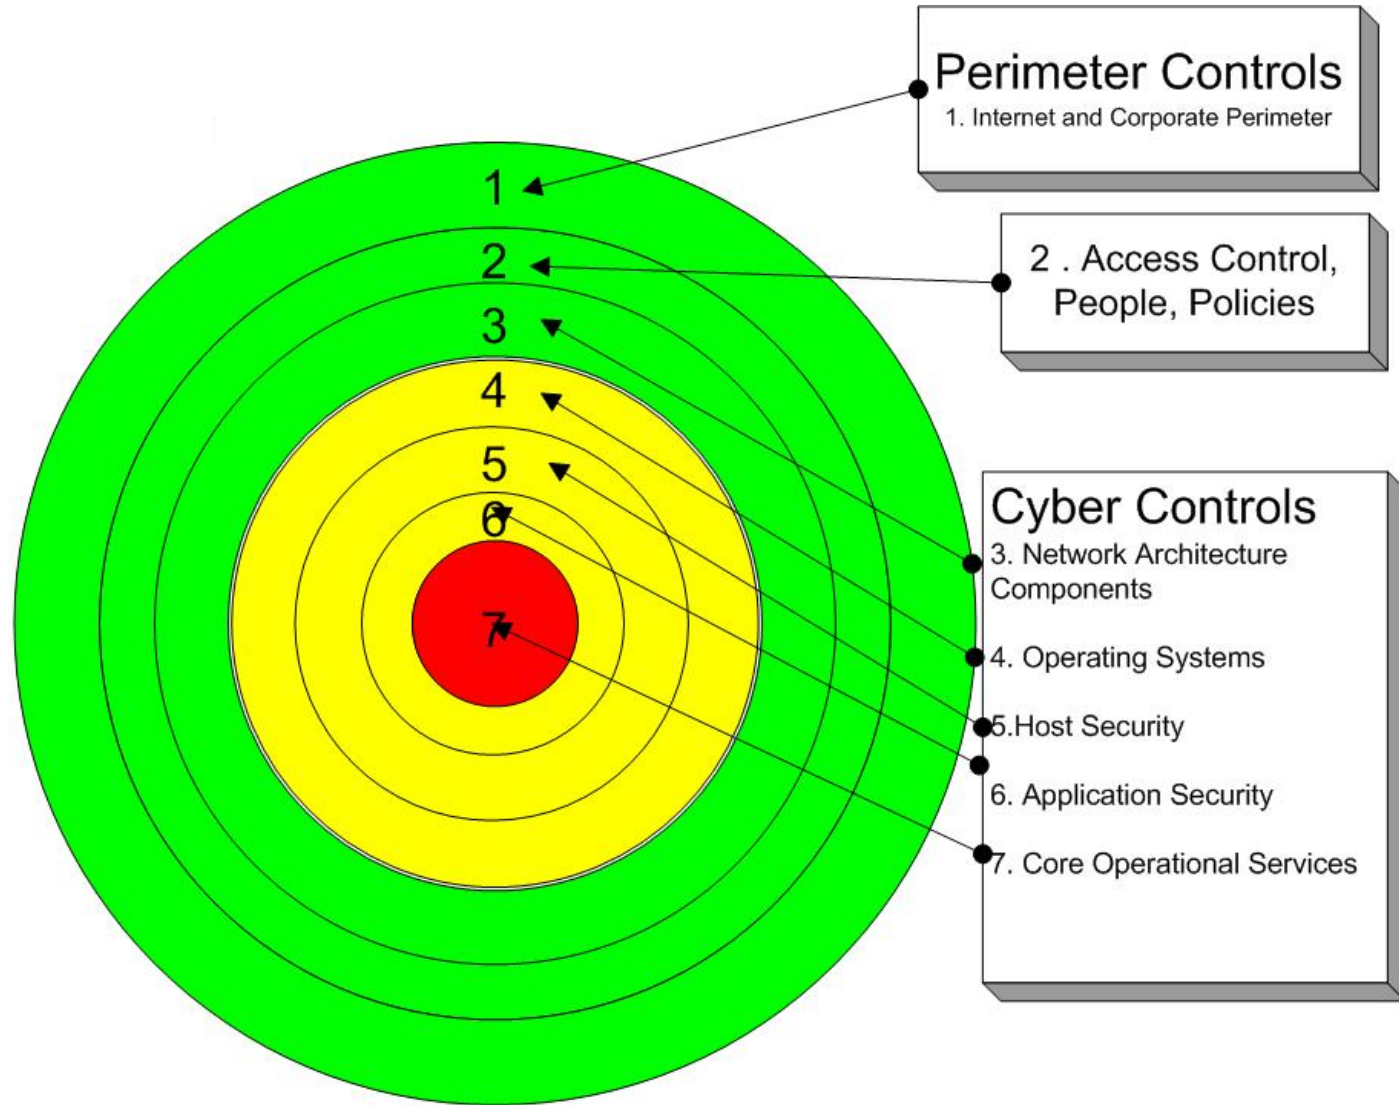 Perimeter Controls
1. Internet and Corporate Perimeter
1
2
2 . Access Control,
People, Policies
3
4
5
6
7
Cyber Controls
3. Network Architecture
Components
4. Operating Systems
5.Host Security
6. Application Security
7. Core Operational Services